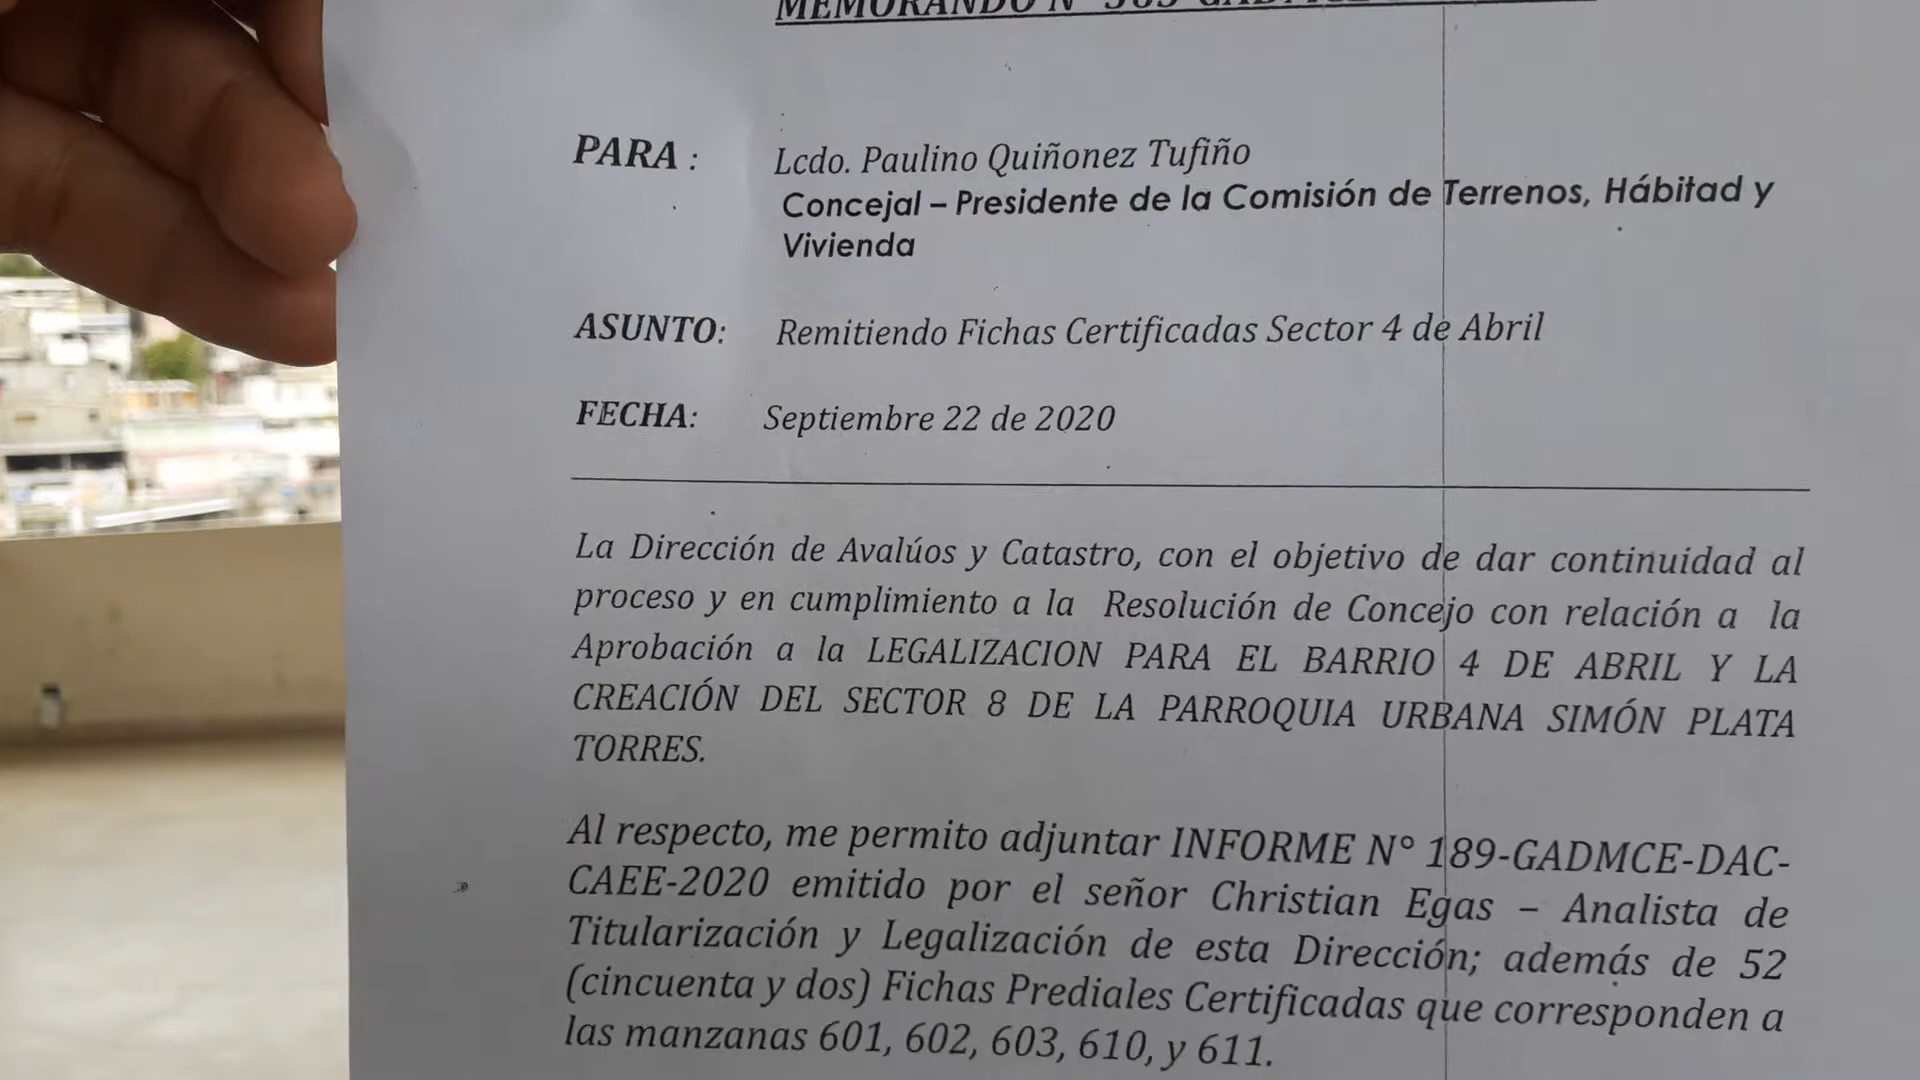 MEMORANDO N°
PARA : Lcdo. Paulino Quiñonez Tufiño
Concejal – Presidente de la Comisión de Terrenos, Hábitad y
Vivienda
ASUNTO: Remitiendo Fichas Certificadas Sector 4 de Abril
FECHA: Septiembre 22 de 2020
La Dirección de Avalúos y Catastro, con el objetivo de dar continuidad al
proceso y en cumplimiento a la Resolución de Concejo con relación a la
Aprobación a la LEGALIZACION PARA EL BARRIO 4 DE ABRIL Y LA
CREACIÓN DEL SECTOR 8 DE LA PARROQUIA URBANA SIMÓN PLATA
TORRES.
Al respecto, me permito adjuntar INFORME N° 189-GADMCE-DAC-
CAEE-2020 emitido por el señor Christian Egas – Analista de
Titularización y Legalización de esta Dirección; además de 52
(cincuenta y dos) Fichas Prediales Certificadas que corresponden a
las manzanas 601, 602, 603, 610, y 611.